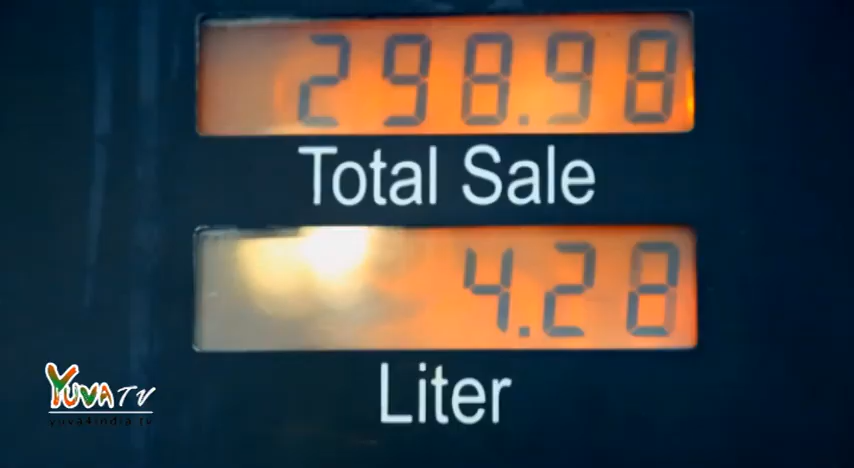 298.98
Total Sale
4.28
Liter
YUVA TV
yuva4india.tv